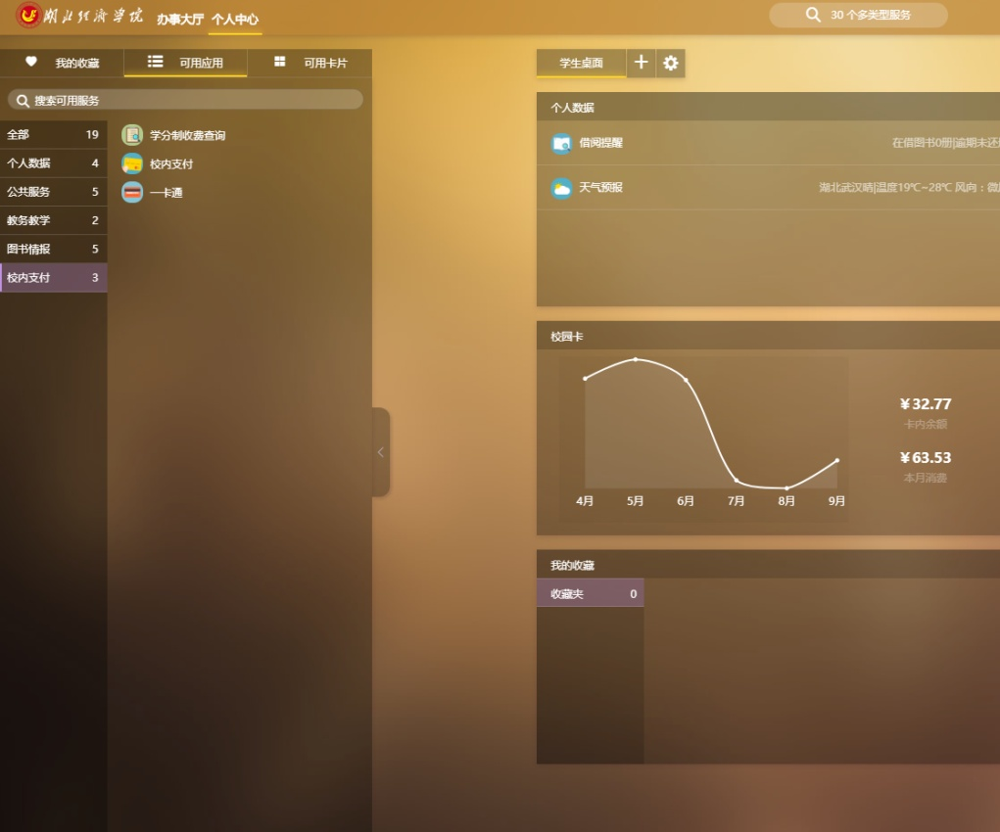 湖北经济学院 办事大厅 个人中心
30 个多类型服务
我的收藏 可用应用 可用卡片
搜索可用服务
全部 19
个人数据 4
公共服务 5
教务教学 2
图书情报 5
校内支付 3
学分制收费查询
校内支付
一卡通
学生桌面
个人数据
借阅提醒 在借图书0册|逾期未还
天气预报 湖北武汉晴|温度19℃~28℃ 风向：微
校园卡
¥32.77
卡内余额
¥63.53
本月消费
4月 5月 6月 7月 8月 9月
我的收藏
收藏夹 0